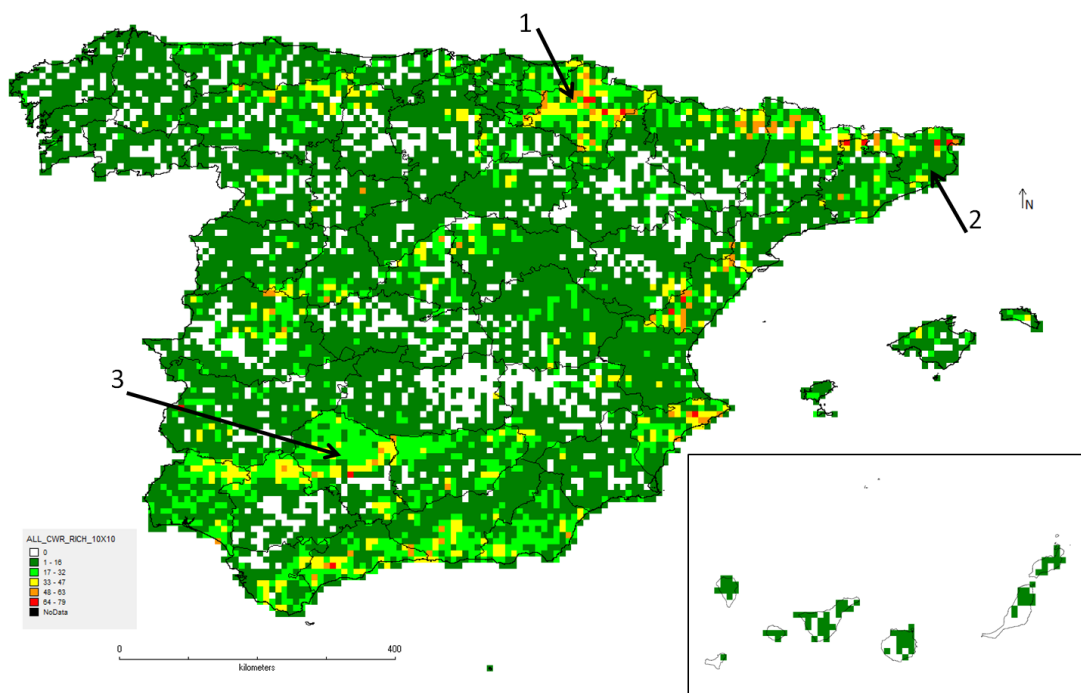 1
2
N
3
ALL_CWR_RICH_10X10
0
1 - 16
17 - 32
33 - 47
48 - 63
64 - 79
NoData
0 400
kilometers